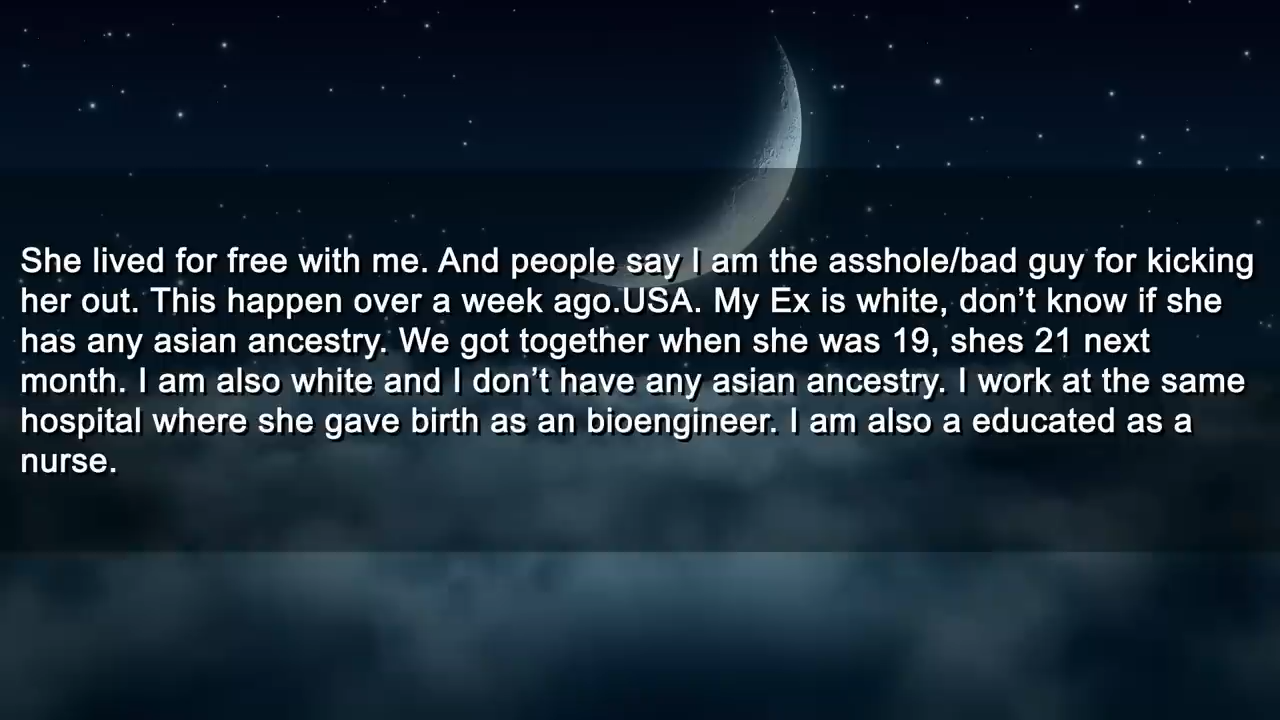 She lived for free with me. And people say I am the asshole/bad guy for kicking
her out. This happen over a week ago.USA. My Ex is white, don’t know if she
has any asian ancestry. We got together when she was 19, shes 21 next
month. I am also white and I don’t have any asian ancestry. I work at the same
hospital where she gave birth as an bioengineer. I am also a educated as a
nurse.